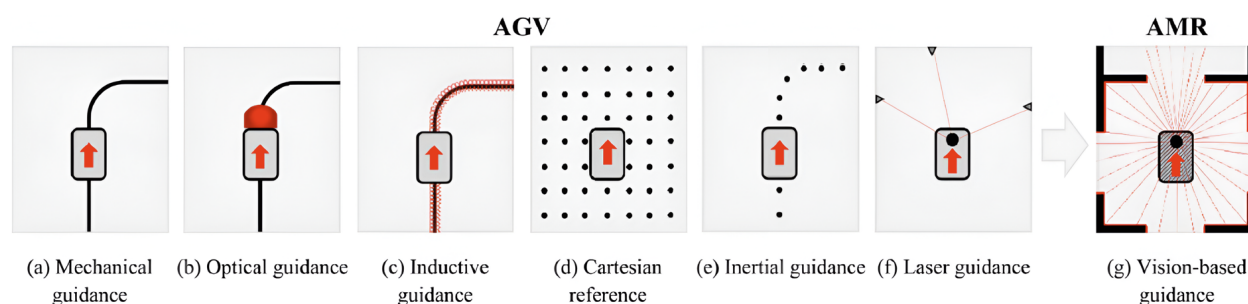 AGV
AMR
(a) Mechanical
guidance
(b) Optical guidance
(c) Inductive
guidance
(d) Cartesian
reference
(e) Inertial guidance
(f) Laser guidance
(g) Vision-based
guidance